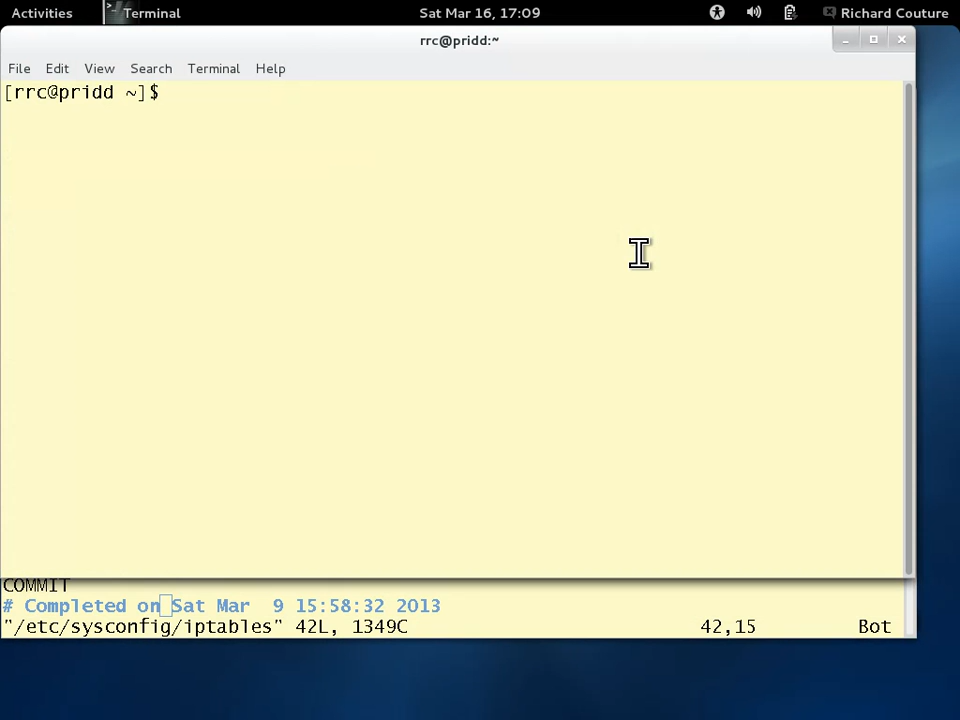 Activities Terminal Sat Mar 16, 17:09 Richard Couture
rrc@pridd:~
File Edit View Search Terminal Help
[rrc@pridd ~]$
COMMIT
# Completed on Sat Mar  9 15:58:32 2013
"/etc/sysconfig/iptables" 42L, 1349C 42,15 Bot